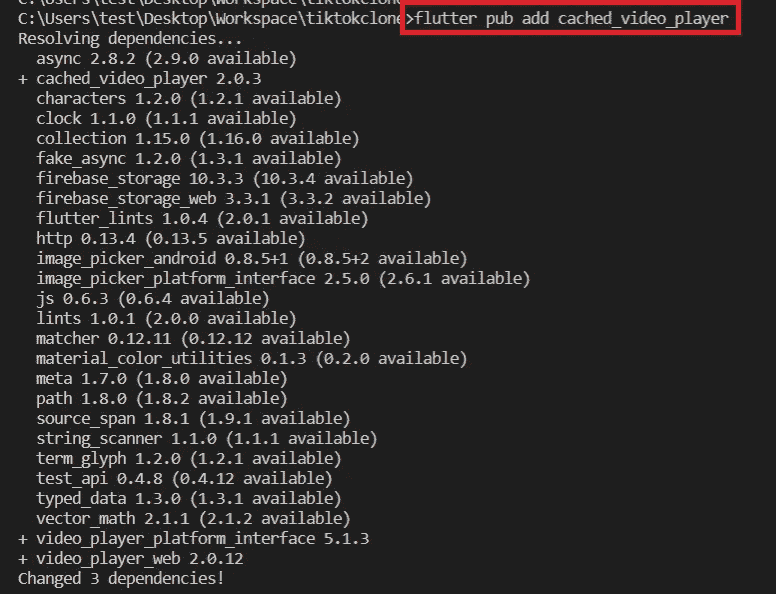 C:\Users\test\Desktop\Workspace\tiktokclone
C:\Users\test\Desktop\Workspace\tiktokclone>flutter pub add cached_video_player
Resolving dependencies...
async 2.8.2 (2.9.0 available)
+ cached_video_player 2.0.3
characters 1.2.0 (1.2.1 available)
clock 1.1.0 (1.1.1 available)
collection 1.15.0 (1.16.0 available)
fake_async 1.2.0 (1.3.1 available)
firebase_storage 10.3.3 (10.3.4 available)
firebase_storage_web 3.3.1 (3.3.2 available)
flutter_lints 1.0.4 (2.0.1 available)
http 0.13.4 (0.13.5 available)
image_picker_android 0.8.5+1 (0.8.5+2 available)
image_picker_platform_interface 2.5.0 (2.6.1 available)
js 0.6.3 (0.6.4 available)
lints 1.0.1 (2.0.0 available)
matcher 0.12.11 (0.12.12 available)
material_color_utilities 0.1.3 (0.2.0 available)
meta 1.7.0 (1.8.0 available)
path 1.8.0 (1.8.2 available)
source_span 1.8.1 (1.9.1 available)
string_scanner 1.1.0 (1.1.1 available)
term_glyph 1.2.0 (1.2.1 available)
test_api 0.4.8 (0.4.12 available)
typed_data 1.3.0 (1.3.1 available)
vector_math 2.1.1 (2.1.2 available)
+ video_player_platform_interface 5.1.3
+ video_player_web 2.0.12
Changed 3 dependencies!